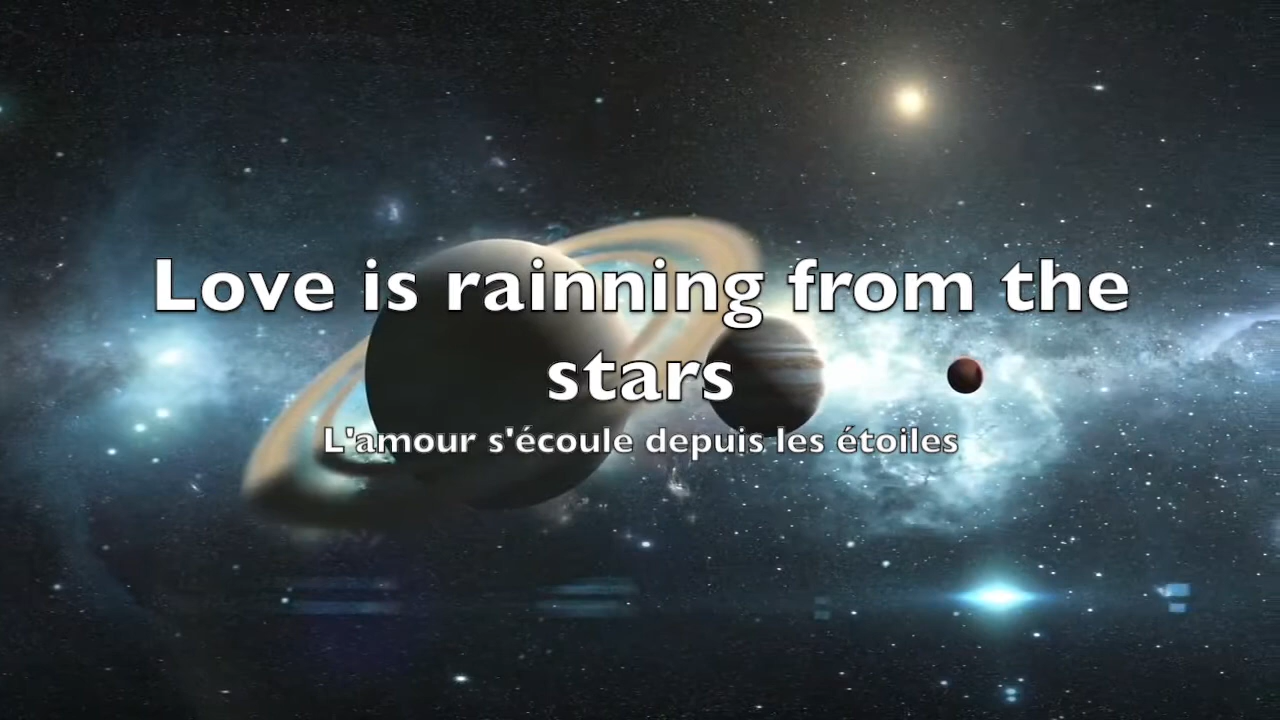 Love is rainning from the
stars
L'amour s'écoule depuis les étoiles